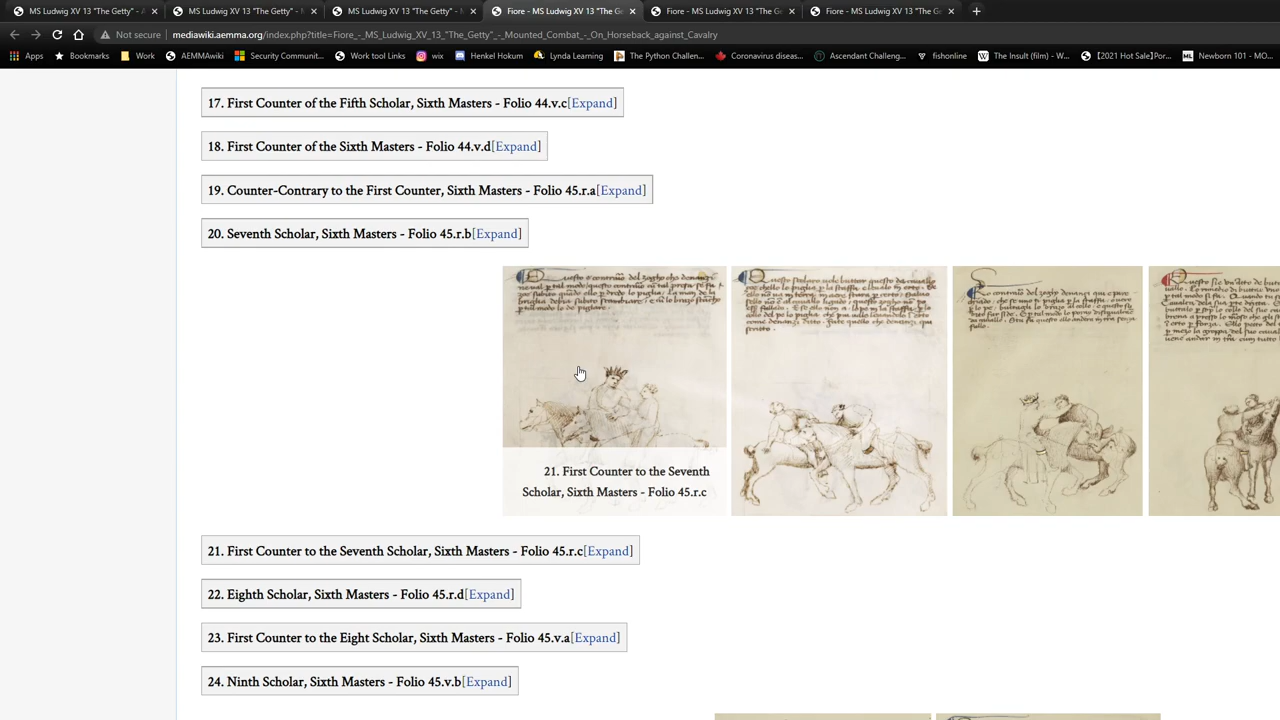 MS Ludwig XV 13 "The Getty" - A
MS Ludwig XV 13 "The Getty" - M
MS Ludwig XV 13 "The Getty" - M
Fiore - MS Ludwig XV 13 "The Ge
Fiore - MS Ludwig XV 13 "The Ge
Fiore - MS Ludwig XV 13 "The Ge
Not secure | mediawiki.aemma.org/index.php?title=Fiore_-_MS_Ludwig_XV_13_"The_Getty"_-_Mounted_Combat_-_On_Horseback_against_Cavalry
Apps Bookmarks Work AEMMAwiki Security Communit... Work tool Links wix Henkel Hokum Lynda Learning The Python Challen... Coronavirus diseas... Ascendant Challeng... fishonline The Insult (film) - W... 【2021 Hot Sale】Por... Newborn 101 - MO...
17. First Counter of the Fifth Scholar, Sixth Masters - Folio 44.v.c[Expand]
18. First Counter of the Sixth Masters - Folio 44.v.d[Expand]
19. Counter-Contrary to the First Counter, Sixth Masters - Folio 45.r.a[Expand]
20. Seventh Scholar, Sixth Masters - Folio 45.r.b[Expand]
21. First Counter to the Seventh
Scholar, Sixth Masters - Folio 45.r.c
21. First Counter to the Seventh Scholar, Sixth Masters - Folio 45.r.c[Expand]
22. Eighth Scholar, Sixth Masters - Folio 45.r.d[Expand]
23. First Counter to the Eight Scholar, Sixth Masters - Folio 45.v.a[Expand]
24. Ninth Scholar, Sixth Masters - Folio 45.v.b[Expand]